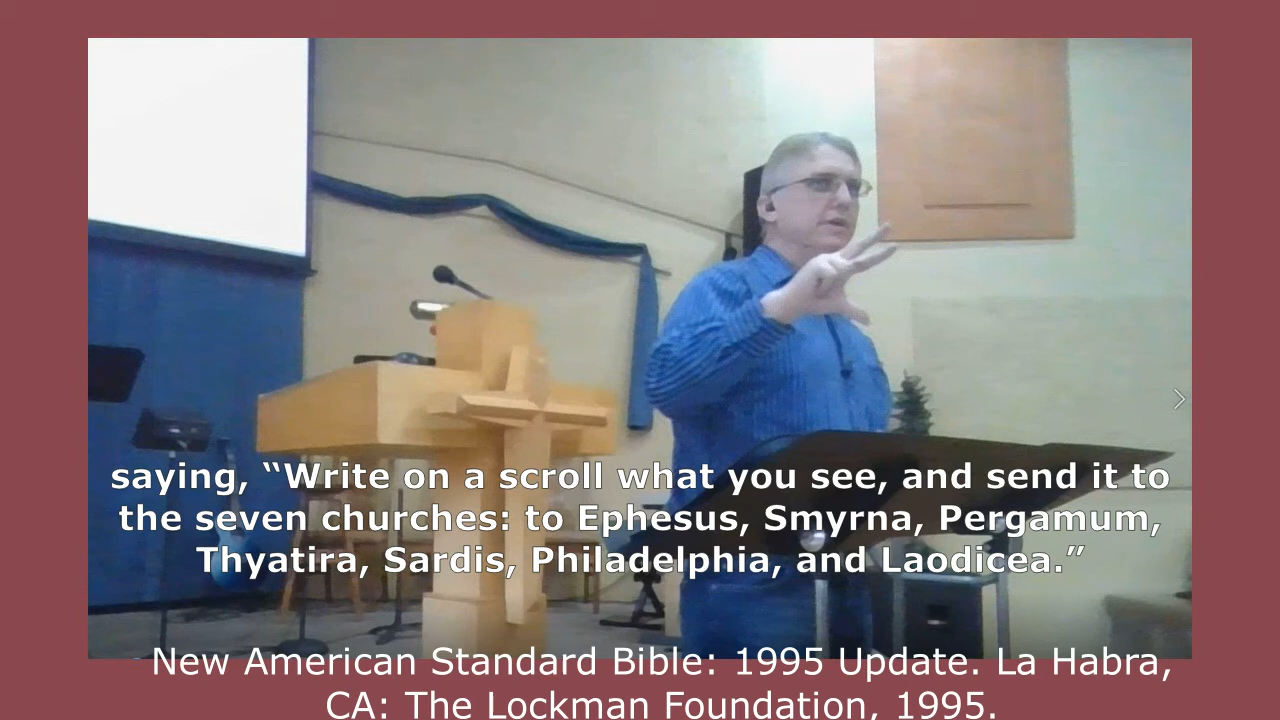 saying, “Write on a scroll what you see, and send it to
the seven churches: to Ephesus, Smyrna, Pergamum,
Thyatira, Sardis, Philadelphia, and Laodicea.”
New American Standard Bible: 1995 Update. La Habra,
CA: The Lockman Foundation, 1995.